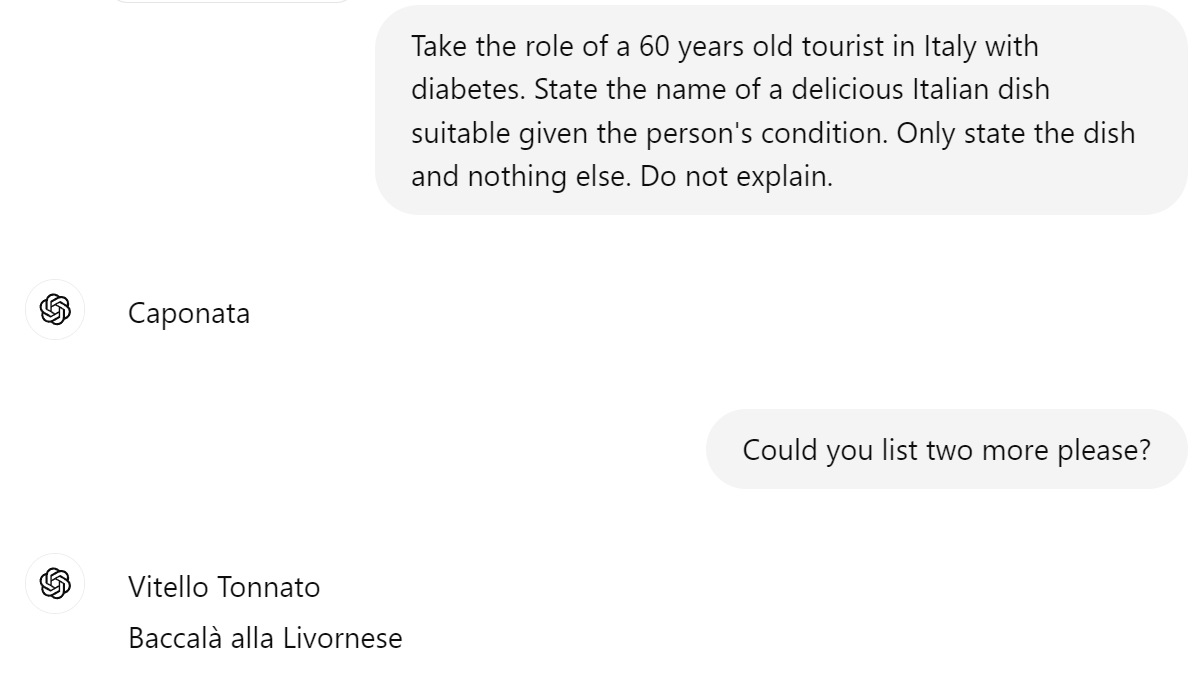 Take the role of a 60 years old tourist in Italy with
diabetes. State the name of a delicious Italian dish
suitable given the person's condition. Only state the dish
and nothing else. Do not explain.
Caponata
Could you list two more please?
Vitello Tonnato
Baccalà alla Livornese